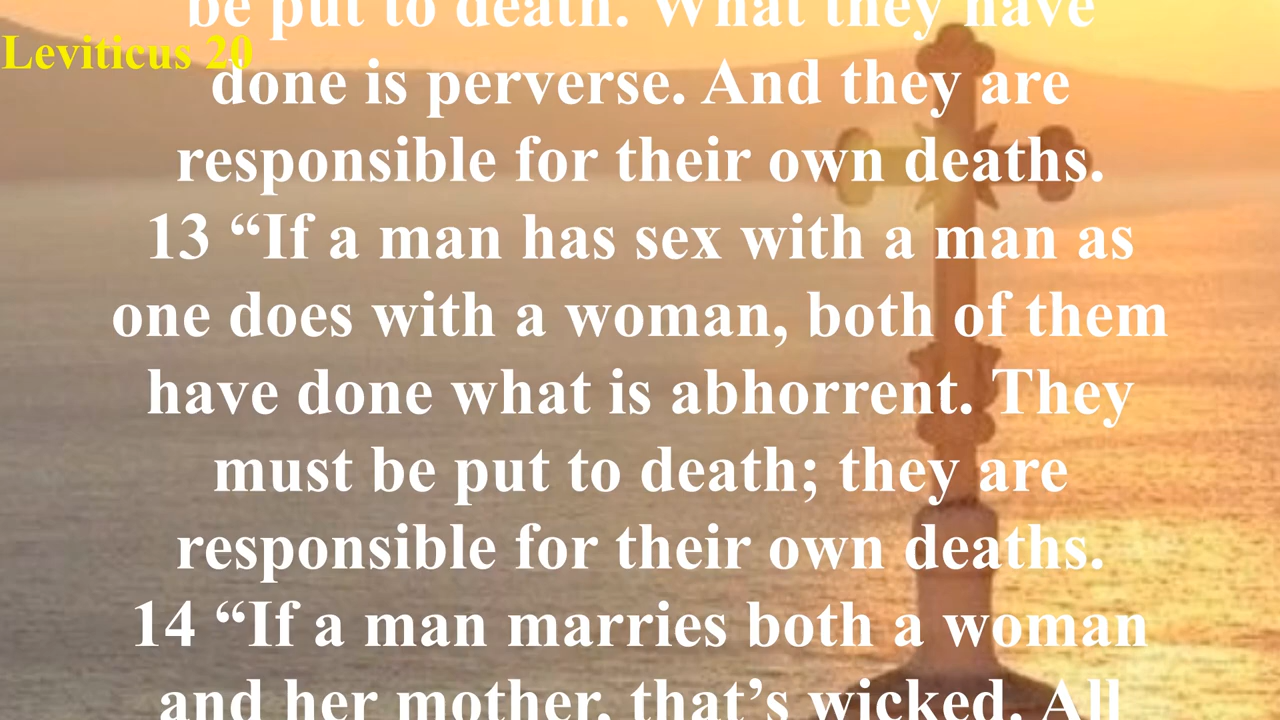 be put to death. What they have
Leviticus 20
done is perverse. And they are
responsible for their own deaths.
13 “If a man has sex with a man as
one does with a woman, both of them
have done what is abhorrent. They
must be put to death; they are
responsible for their own deaths.
14 “If a man marries both a woman
and her mother, that’s wicked. All